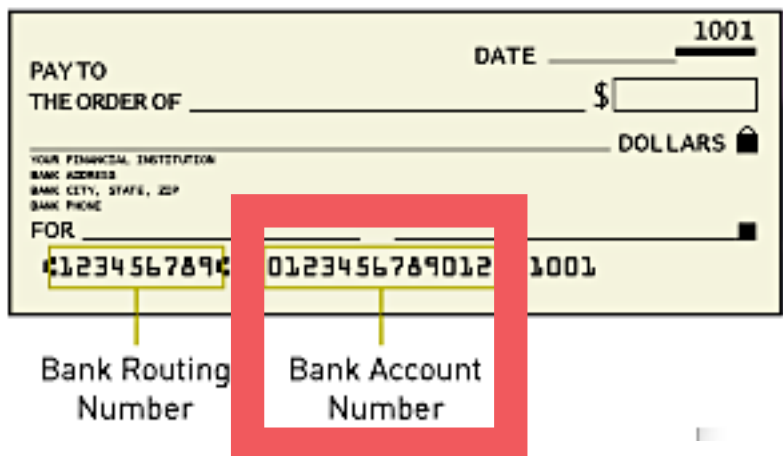 1001
DATE
PAY TO
THE ORDER OF
$
DOLLARS
YOUR FINANCIAL INSTITUTION
BANK ADDRESS
BANK CITY, STATE, ZIP
BANK PHONE
FOR
⑆123456789⑆ 0123456789012 1001
Bank Routing Number
Bank Account Number